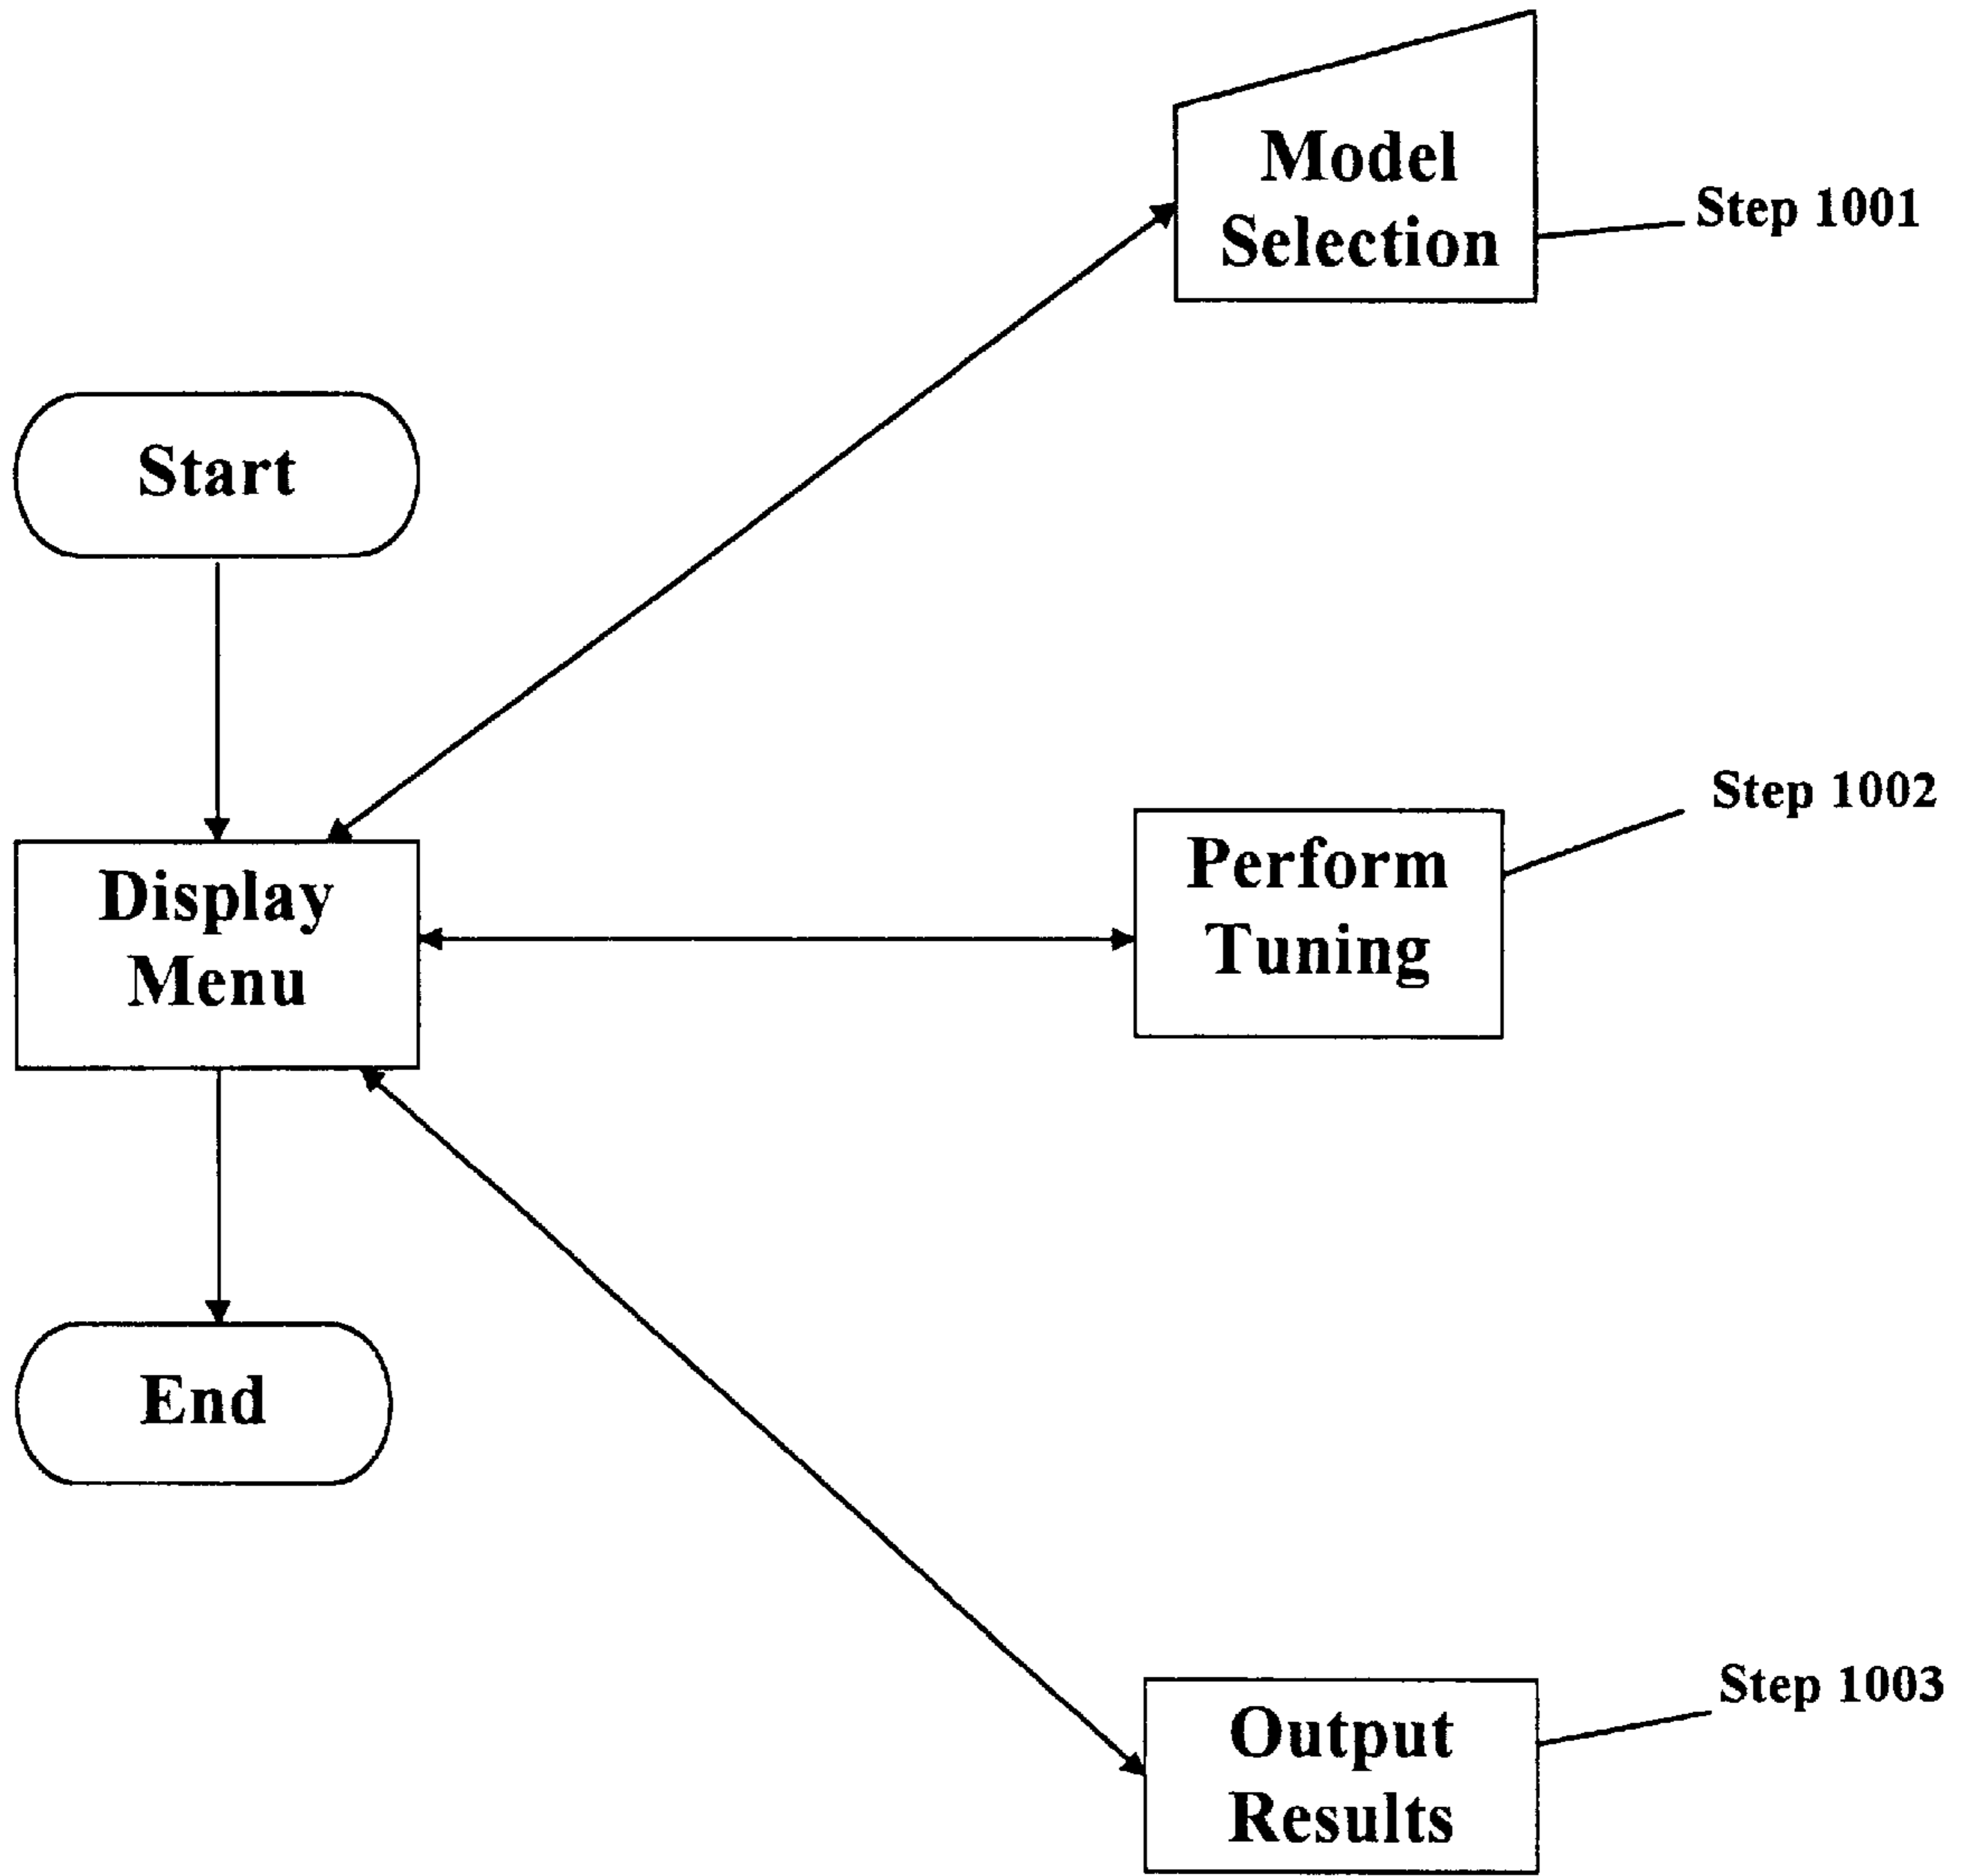 Model
Selection
Step 1001
Start
Step 1002
Perform
Tuning
Display
Menu
End
Step 1003
Output
Results